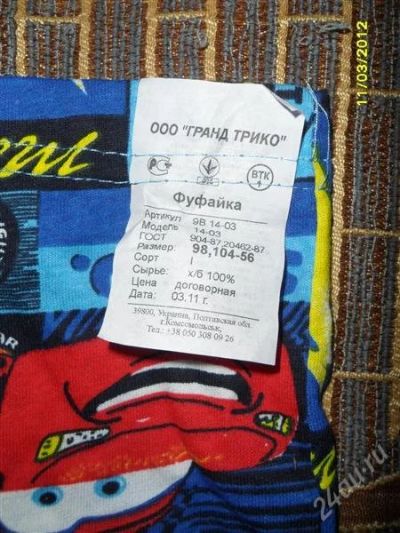 11/03/2012
ООО "ГРАНД ТРИКО"
РСТ
ВТК
Фуфайка
Артикул 9В 14-03
Модель 14-03
ГОСТ 904-87,20462-87
Размер: 98,104-56
Сорт I
Сырье: х/б 100%
Цена договорная
Дата: 03.11 г.
39800, Украина, Полтавская обл.
г.Комсомольск,
Тел.: +38 050 308 09 26
24au.ru